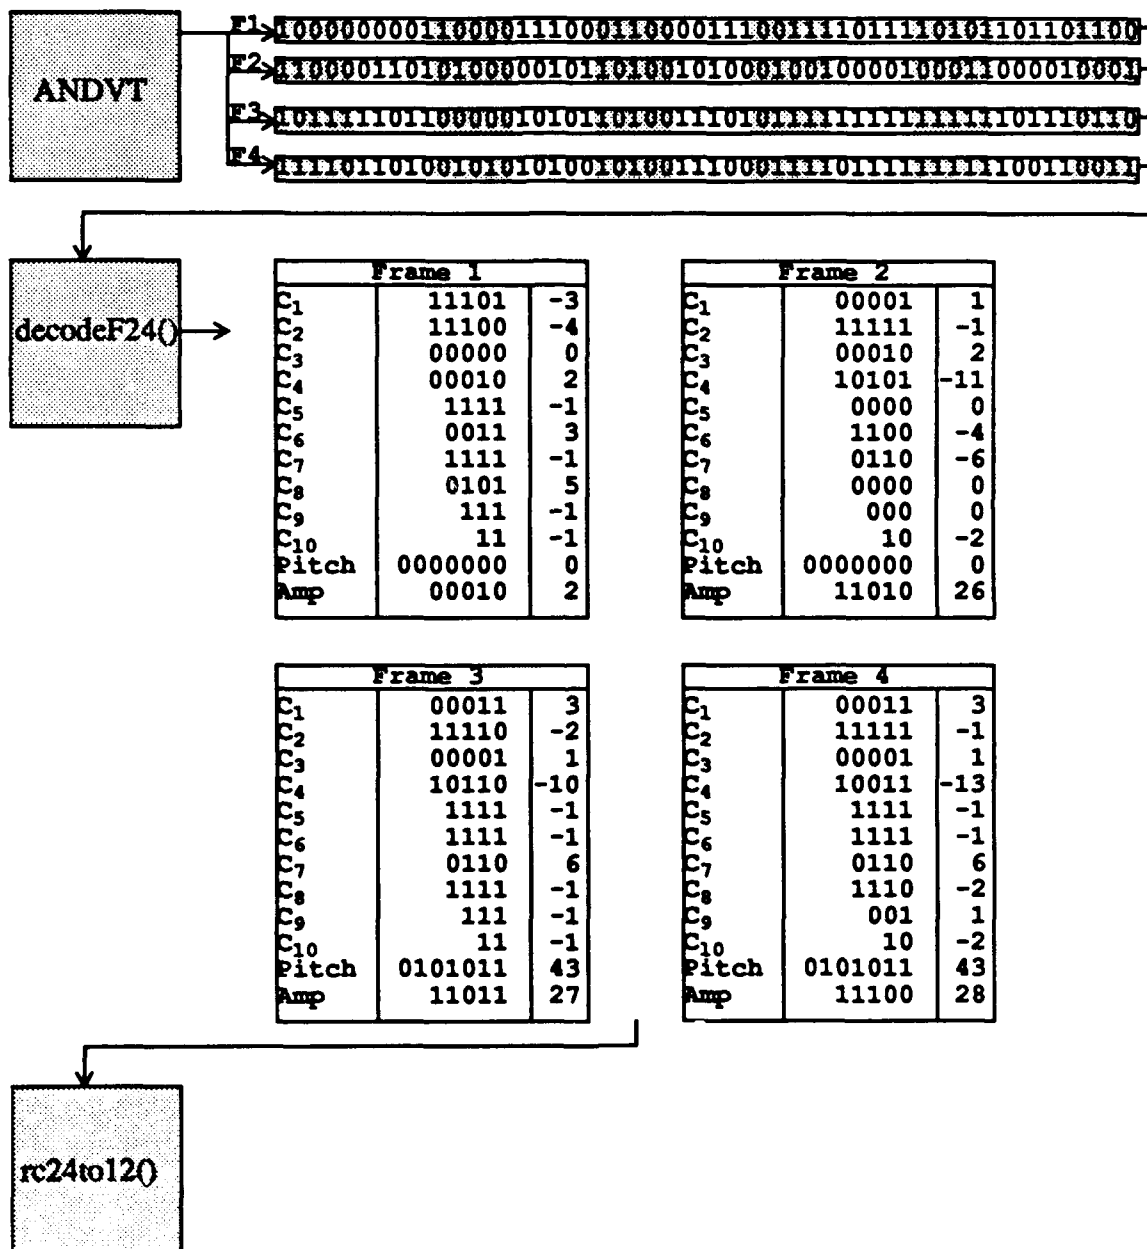 ANDVT
F1 100000000110000111000110000111001111011110101101101100
F2 110000110101000001011010010100010010000100011000010001
F3 101111101100000101011010011101011111111111111101110110
F4 111101101001010101001010011100011110111111111100110011
decodeF24()
Frame 1
C1 11101 -3
C2 11100 -4
C3 00000 0
C4 00010 2
C5 1111 -1
C6 0011 3
C7 1111 -1
C8 0101 5
C9 111 -1
C10 11 -1
Pitch 0000000 0
Amp 00010 2
Frame 2
C1 00001 1
C2 11111 -1
C3 00010 2
C4 10101 -11
C5 0000 0
C6 1100 -4
C7 0110 -6
C8 0000 0
C9 000 0
C10 10 -2
Pitch 0000000 0
Amp 11010 26
Frame 3
C1 00011 3
C2 11110 -2
C3 00001 1
C4 10110 -10
C5 1111 -1
C6 1111 -1
C7 0110 6
C8 1111 -1
C9 111 -1
C10 11 -1
Pitch 0101011 43
Amp 11011 27
Frame 4
C1 00011 3
C2 11111 -1
C3 00001 1
C4 10011 -13
C5 1111 -1
C6 1111 -1
C7 0110 6
C8 1110 -2
C9 001 1
C10 10 -2
Pitch 0101011 43
Amp 11100 28
rc24to12()